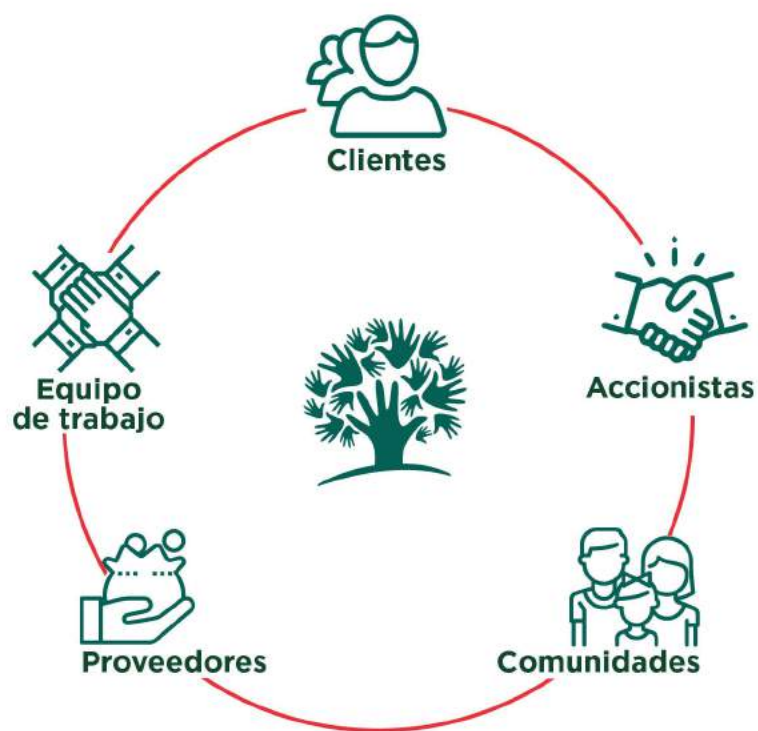 Clientes
Accionistas
Comunidades
Proveedores
Equipo
de trabajo